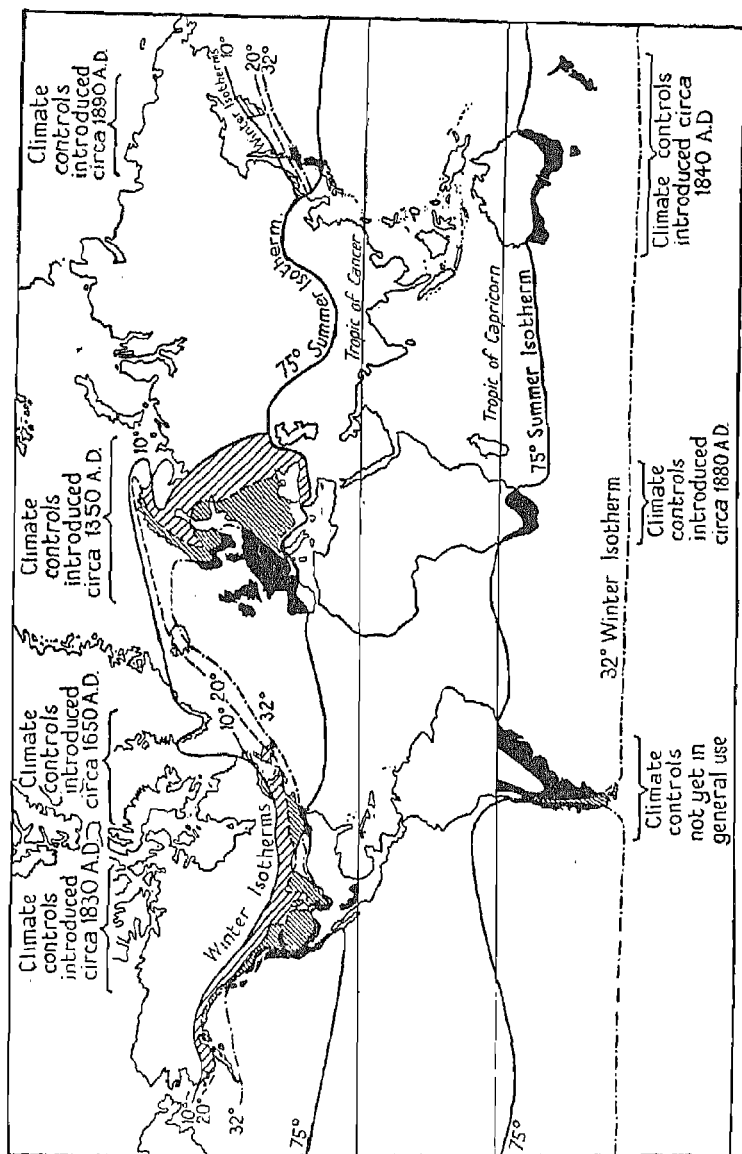 Climate
controls
introduced
circa 1830 A.D.
Climate
controls
introduced
circa 1650 A.D.
Climate
controls
introduced
circa 1350 A.D.
Climate
controls
introduced
circa 1890 A.D.
10°
20°
32°
Winter Isotherms
10°
20°
32°
10°
Winter Isotherms
10°
20°
32°
75°
75° Summer Isotherm
Tropic of Cancer
Tropic of Capricorn
75°
75° Summer Isotherm
32° Winter Isotherm
Climate
controls
not yet in
general use
Climate
controls
introduced
circa 1880 A.D.
Climate controls
introduced circa
1840 A.D